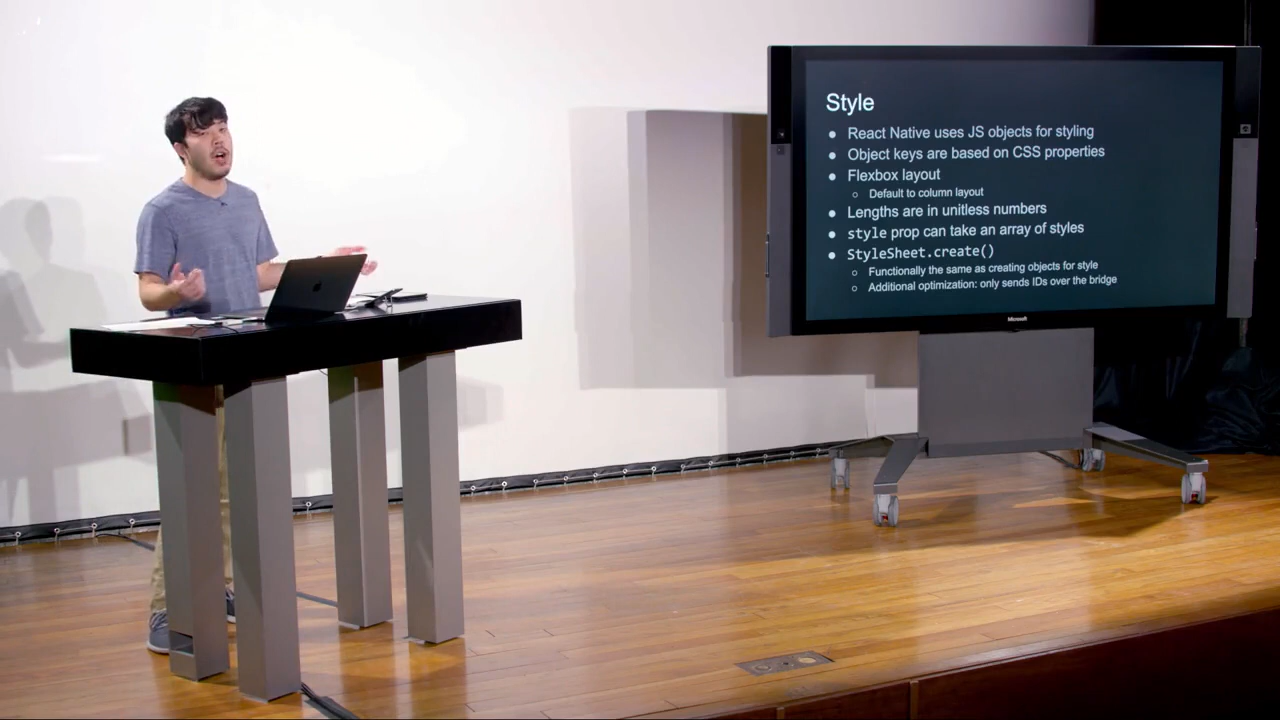 Style
● React Native uses JS objects for styling
● Object keys are based on CSS properties
● Flexbox layout
○ Default to column layout
● Lengths are in unitless numbers
● style prop can take an array of styles
● StyleSheet.create()
○ Functionally the same as creating objects for style
○ Additional optimization: only sends IDs over the bridge
Microsoft